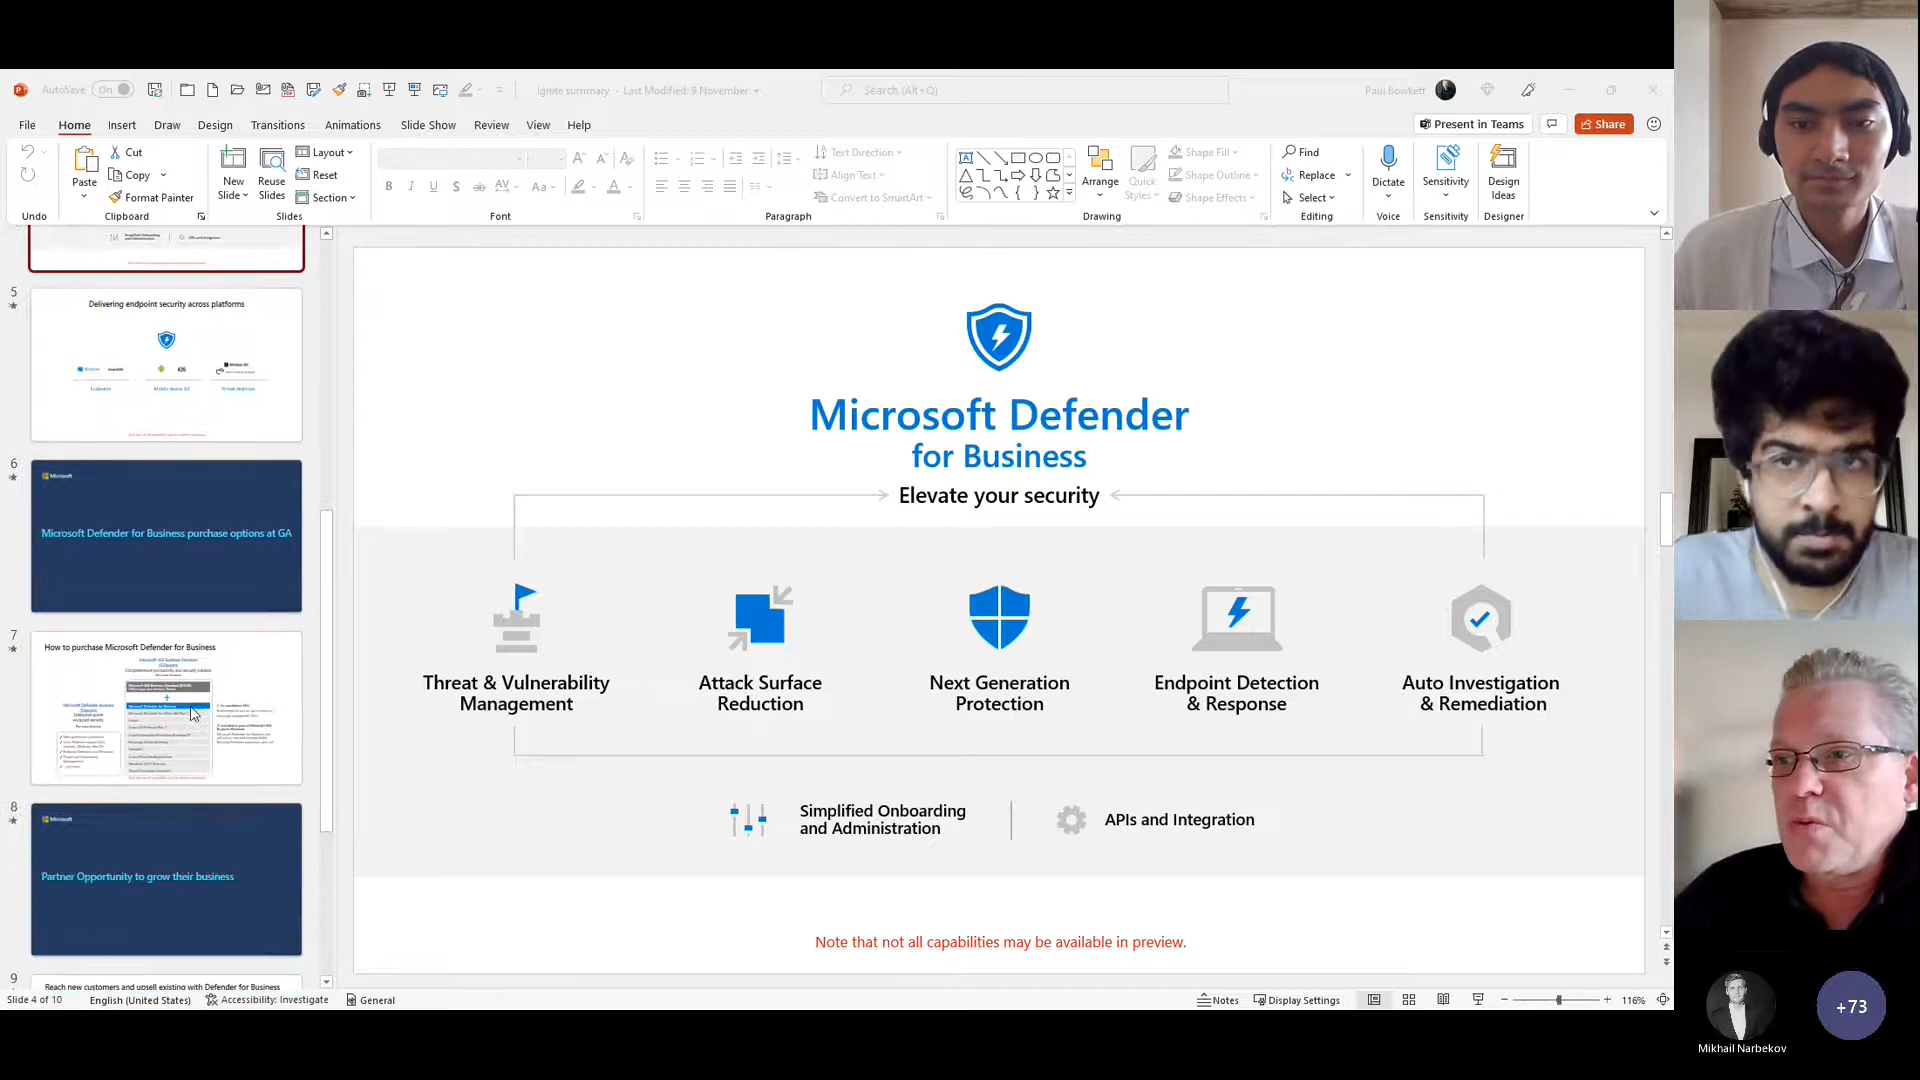 AutoSave On
Ignite summary - Last Modified: 9 November
Search (Alt+Q)
Paul Bowkett
File Home Insert Draw Design Transitions Animations Slide Show Review View Help
Present in Teams
Share
Paste
Cut
Copy
Format Painter
New Slide
Reuse Slides
Layout
Reset
Section
Text Direction
Align Text
Convert to SmartArt
Arrange
Quick Styles
Shape Fill
Shape Outline
Shape Effects
Find
Replace
Select
Dictate
Sensitivity
Design Ideas
Undo Clipboard Slides Font Paragraph Drawing Editing Voice Sensitivity Designer
5
Delivering endpoint security across platforms
6
Microsoft
Microsoft Defender for Business purchase options at GA
7
How to purchase Microsoft Defender for Business
8
Microsoft
Partner Opportunity to grow their business
9
Reach new customers and upsell existing with Defender for Business
Microsoft Defender
for Business
Elevate your security
Threat & Vulnerability
Management
Attack Surface
Reduction
Next Generation
Protection
Endpoint Detection
& Response
Auto Investigation
& Remediation
Simplified Onboarding
and Administration
APIs and Integration
Note that not all capabilities may be available in preview.
Slide 4 of 10 English (United States) Accessibility: Investigate General
Notes Display Settings 116%
Mikhail Narbekov
+73